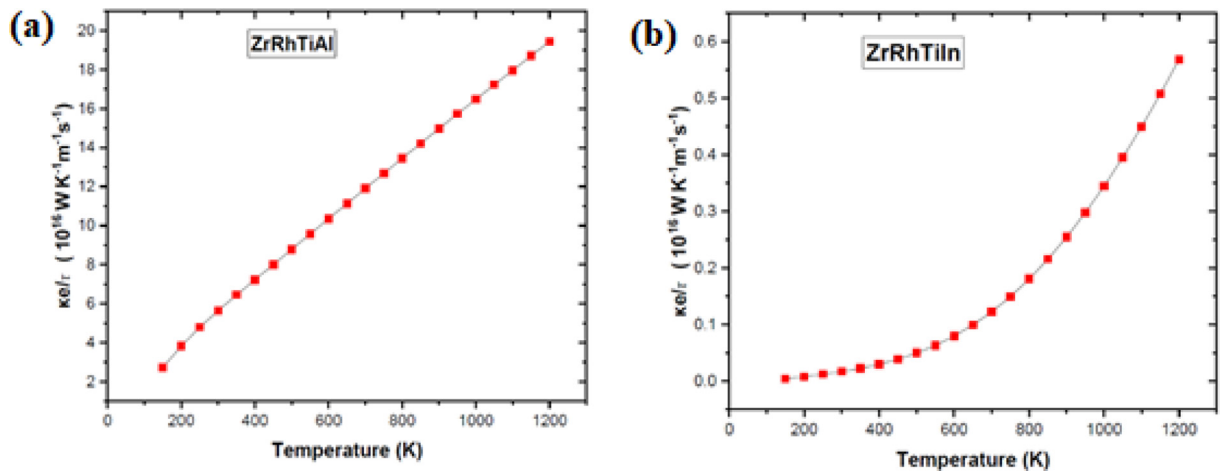 (a)
ZrRhTiAl
κe/τ ( 10¹⁶ W K⁻¹m⁻¹s⁻¹)
20
18
16
14
12
10
8
6
4
2
0 200 400 600 800 1000 1200
Temperature (K)
(b)
ZrRhTiIn
κe/τ ( 10¹⁶ W K⁻¹m⁻¹s⁻¹)
0.6
0.5
0.4
0.3
0.2
0.1
0.0
0 200 400 600 800 1000 1200
Temperature (K)